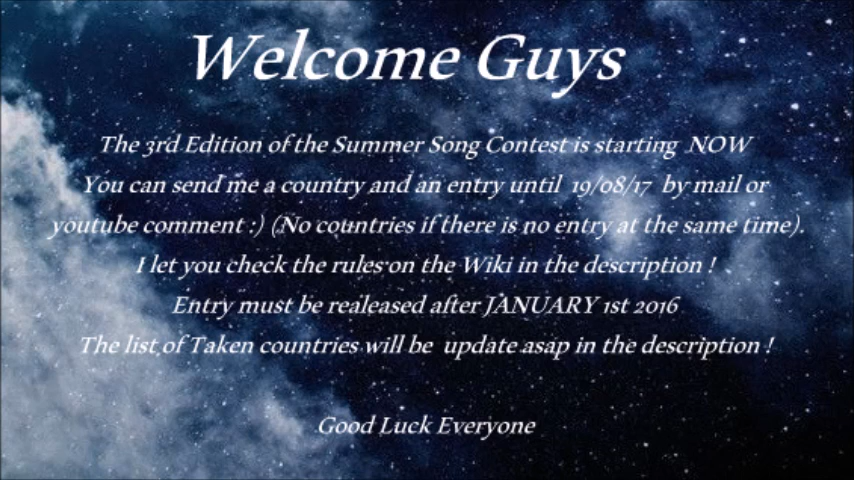 Welcome Guys
The 3rd Edition of the Summer Song Contest is starting NOW
You can send me a country and an entry until 19/08/17 by mail or
youtube comment :) (No countries if there is no entry at the same time).
I let you check the rules on the Wiki in the description !
Entry must be realeased after JANUARY 1st 2016
The list of Taken countries will be update asap in the description !
Good Luck Everyone